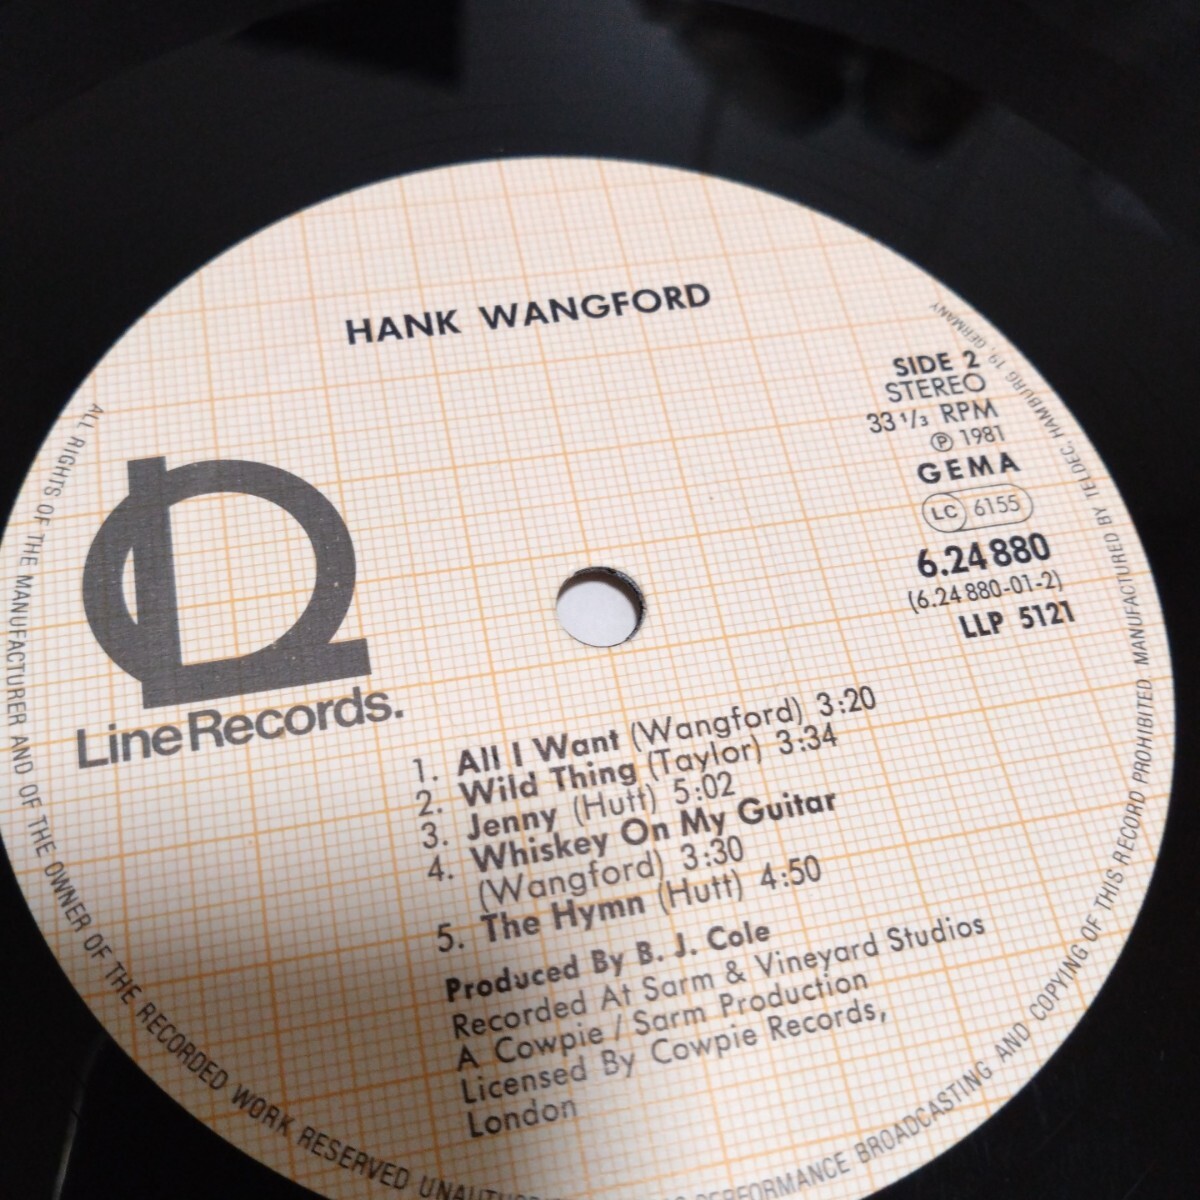 HANK WANGFORD
SIDE 2
STEREO
33 1/3 RPM
℗ 1981
GEMA
LC 6155
6.24880
(6.24880-01-2)
LLP 5121
Line Records.
1. All I Want (Wangford) 3:20
2. Wild Thing (Taylor) 3:34
3. Jenny (Hutt) 5:02
4. Whiskey On My Guitar
(Wangford) 3:30
5. The Hymn (Hutt) 4:50
Produced By B. J. Cole
Recorded At Sarm & Vineyard Studios
A Cowpie / Sarm Production
Licensed By Cowpie Records,
London
ALL RIGHTS OF THE MANUFACTURER AND OF THE OWNER OF THE RECORDED WORK RESERVED PERFORMANCE BROADCASTING AND COPYING OF THIS RECORD PROHIBITED. MANUFACTURED BY TELDEC, HAMBURG 19, GERMANY